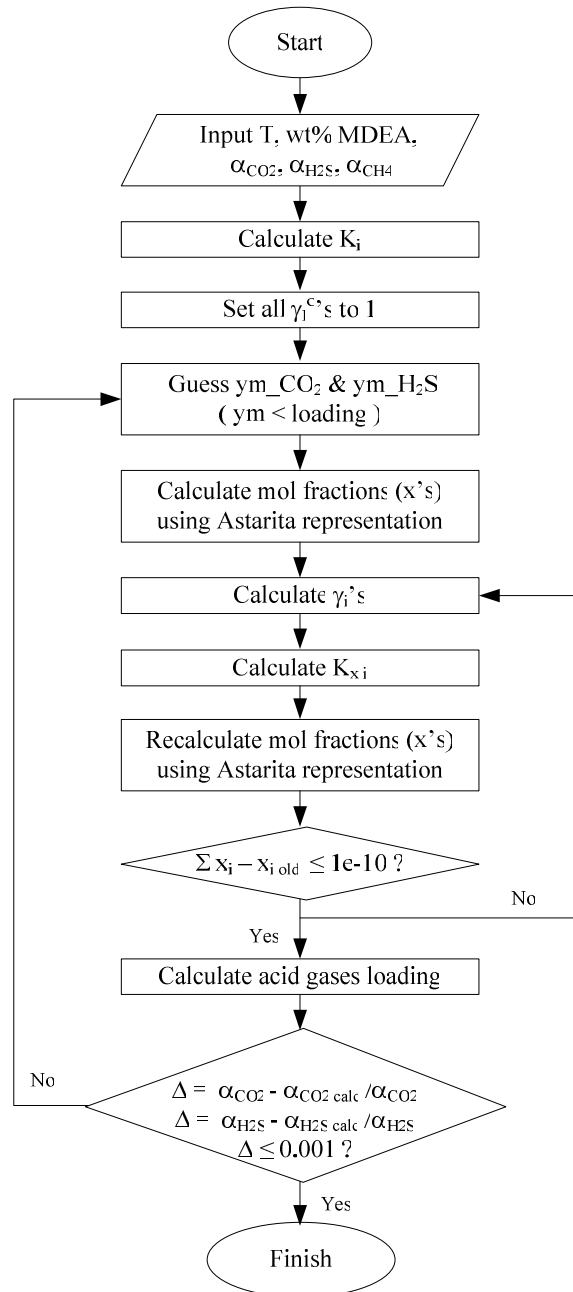 Start
Input T, wt% MDEA,
αCO2, αH2S, αCH4
Calculate Ki
Set all γi^c's to 1
Guess ym_CO2 & ym_H2S
( ym < loading )
Calculate mol fractions (x's)
using Astarita representation
Calculate γi's
Calculate Kx i
Recalculate mol fractions (x's)
using Astarita representation
Σ xi – xi old ≤ 1e-10 ?
No
Yes
Calculate acid gases loading
No
Δ = αCO2 - αCO2 calc /αCO2
Δ = αH2S - αH2S calc /αH2S
Δ ≤ 0.001 ?
Yes
Finish